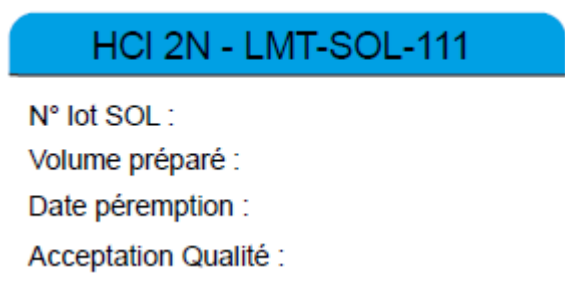 HCl 2N - LMT-SOL-111
N° lot SOL :
Volume préparé :
Date péremption :
Acceptation Qualité :